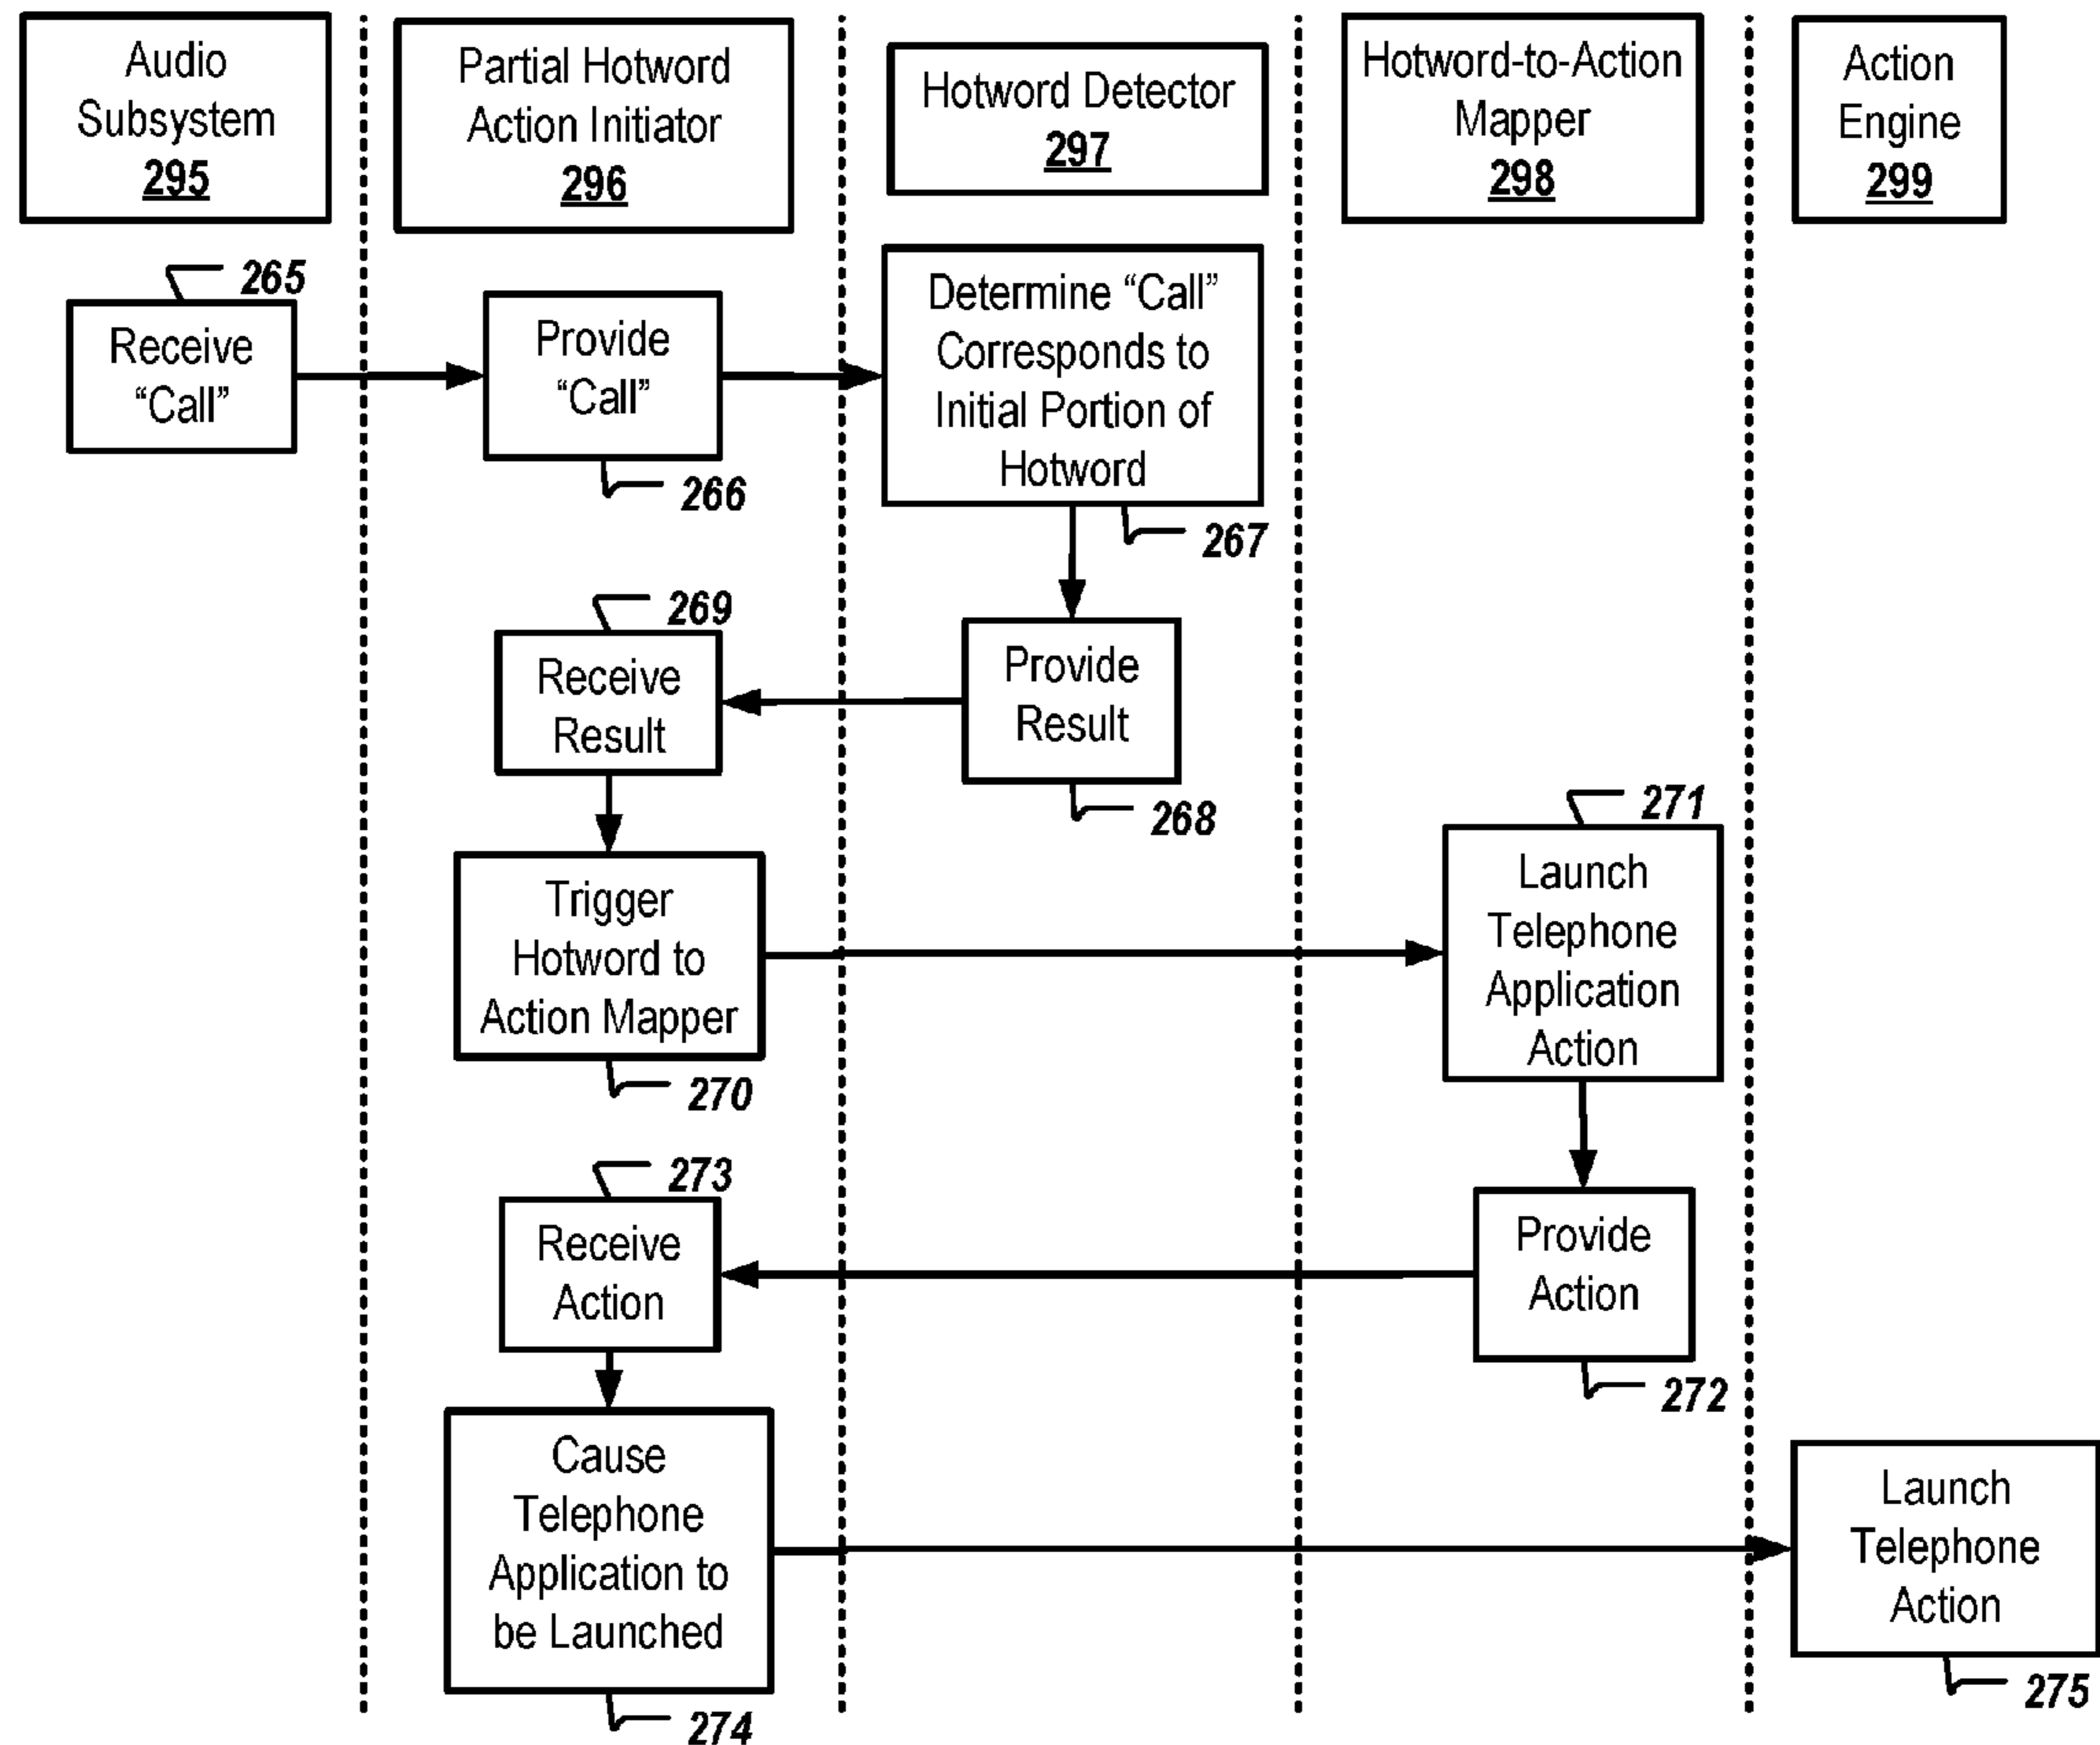 Audio
Subsystem
295
Partial Hotword
Action Initiator
296
Hotword Detector
297
Hotword-to-Action
Mapper
298
Action
Engine
299
265
Receive
“Call”
Provide
“Call”
266
Determine “Call”
Corresponds to
Initial Portion of
Hotword
267
Provide
Result
268
269
Receive
Result
Trigger
Hotword to
Action Mapper
270
271
Launch
Telephone
Application
Action
Provide
Action
272
273
Receive
Action
Cause
Telephone
Application to
be Launched
274
Launch
Telephone
Action
275